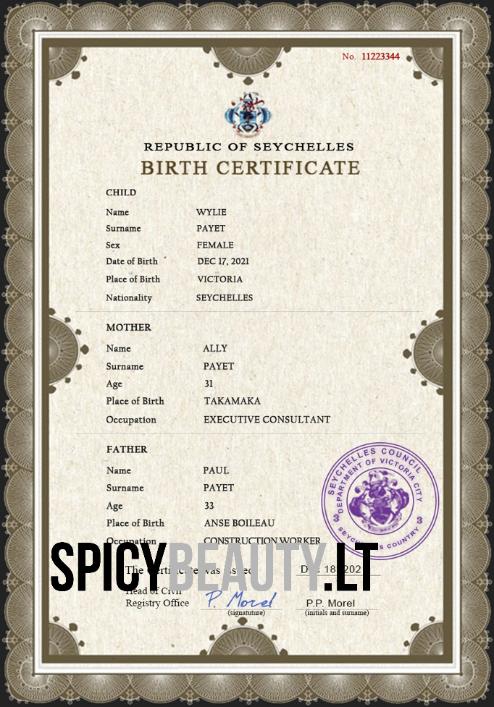 No. 11223344
REPUBLIC OF SEYCHELLES
BIRTH CERTIFICATE
CHILD
Name WYLIE
Surname PAYET
Sex FEMALE
Date of Birth DEC 17, 2021
Place of Birth VICTORIA
Nationality SEYCHELLES
MOTHER
Name ALLY
Surname PAYET
Age 31
Place of Birth TAKAMAKA
Occupation EXECUTIVE CONSULTANT
FATHER
Name PAUL
Surname PAYET
Age 33
Place of Birth ANSE BOILEAU
Occupation CONSTRUCTION WORKER
SEYCHELLES COUNCIL
DEPARTMENT OF VICTORIA CITY
3 3
SEYCHELLES COUNTRY
SPICYBEAUTY.LT
The Certificate was Issued Dec 18, 202
Head of Civil
Registry Office P. Morel P.P. Morel
(signatuture) (initials and surname)